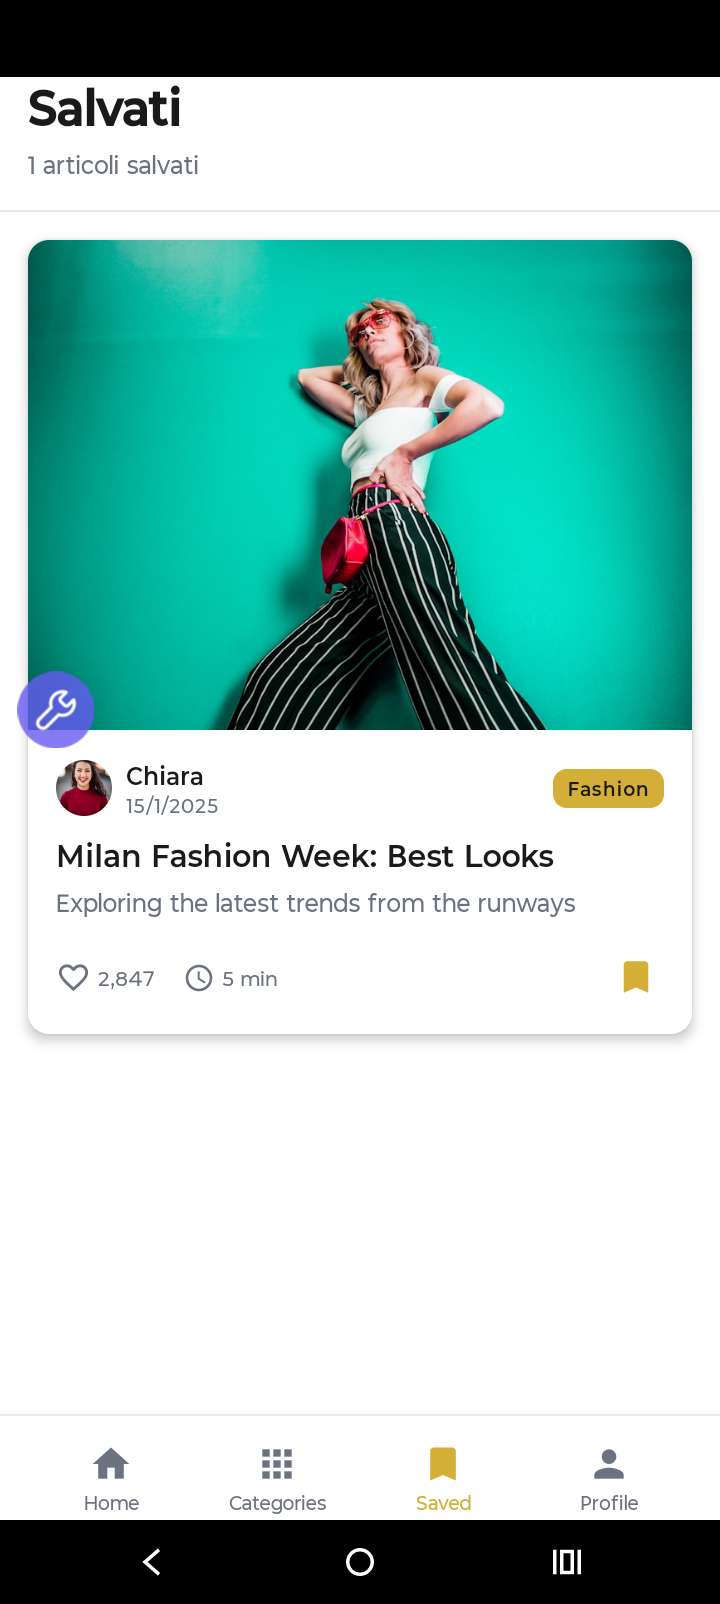 Salvati
1 articoli salvati
Chiara
15/1/2025
Fashion
Milan Fashion Week: Best Looks
Exploring the latest trends from the runways
2,847
5 min
Home
Categories
Saved
Profile